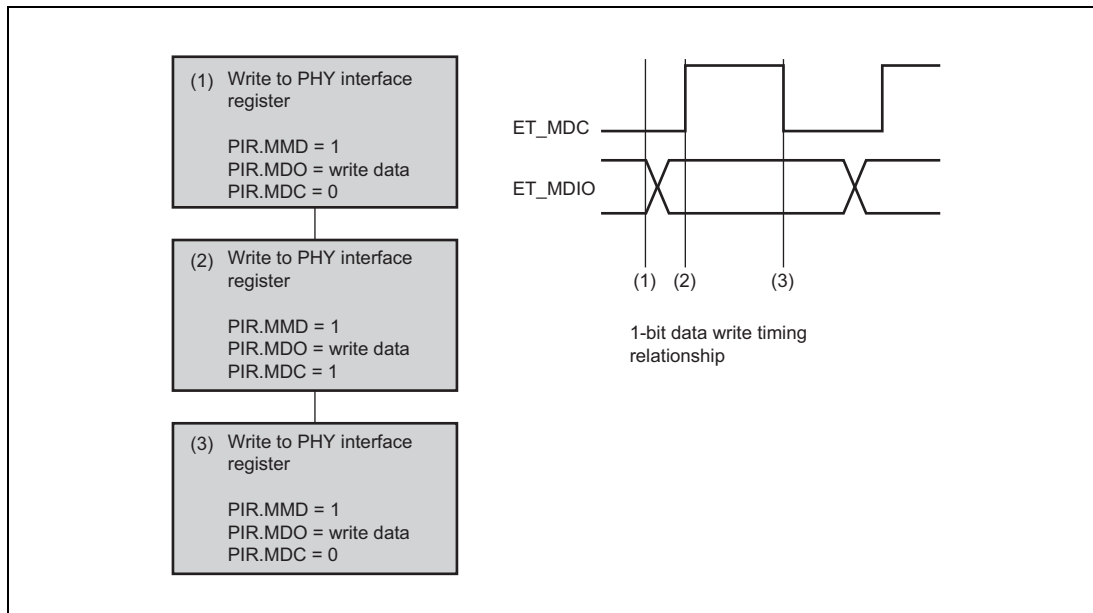 (1) Write to PHY interface
register
PIR.MMD = 1
PIR.MDO = write data
PIR.MDC = 0
(2) Write to PHY interface
register
PIR.MMD = 1
PIR.MDO = write data
PIR.MDC = 1
(3) Write to PHY interface
register
PIR.MMD = 1
PIR.MDO = write data
PIR.MDC = 0
ET_MDC
ET_MDIO
(1) (2) (3)
1-bit data write timing
relationship